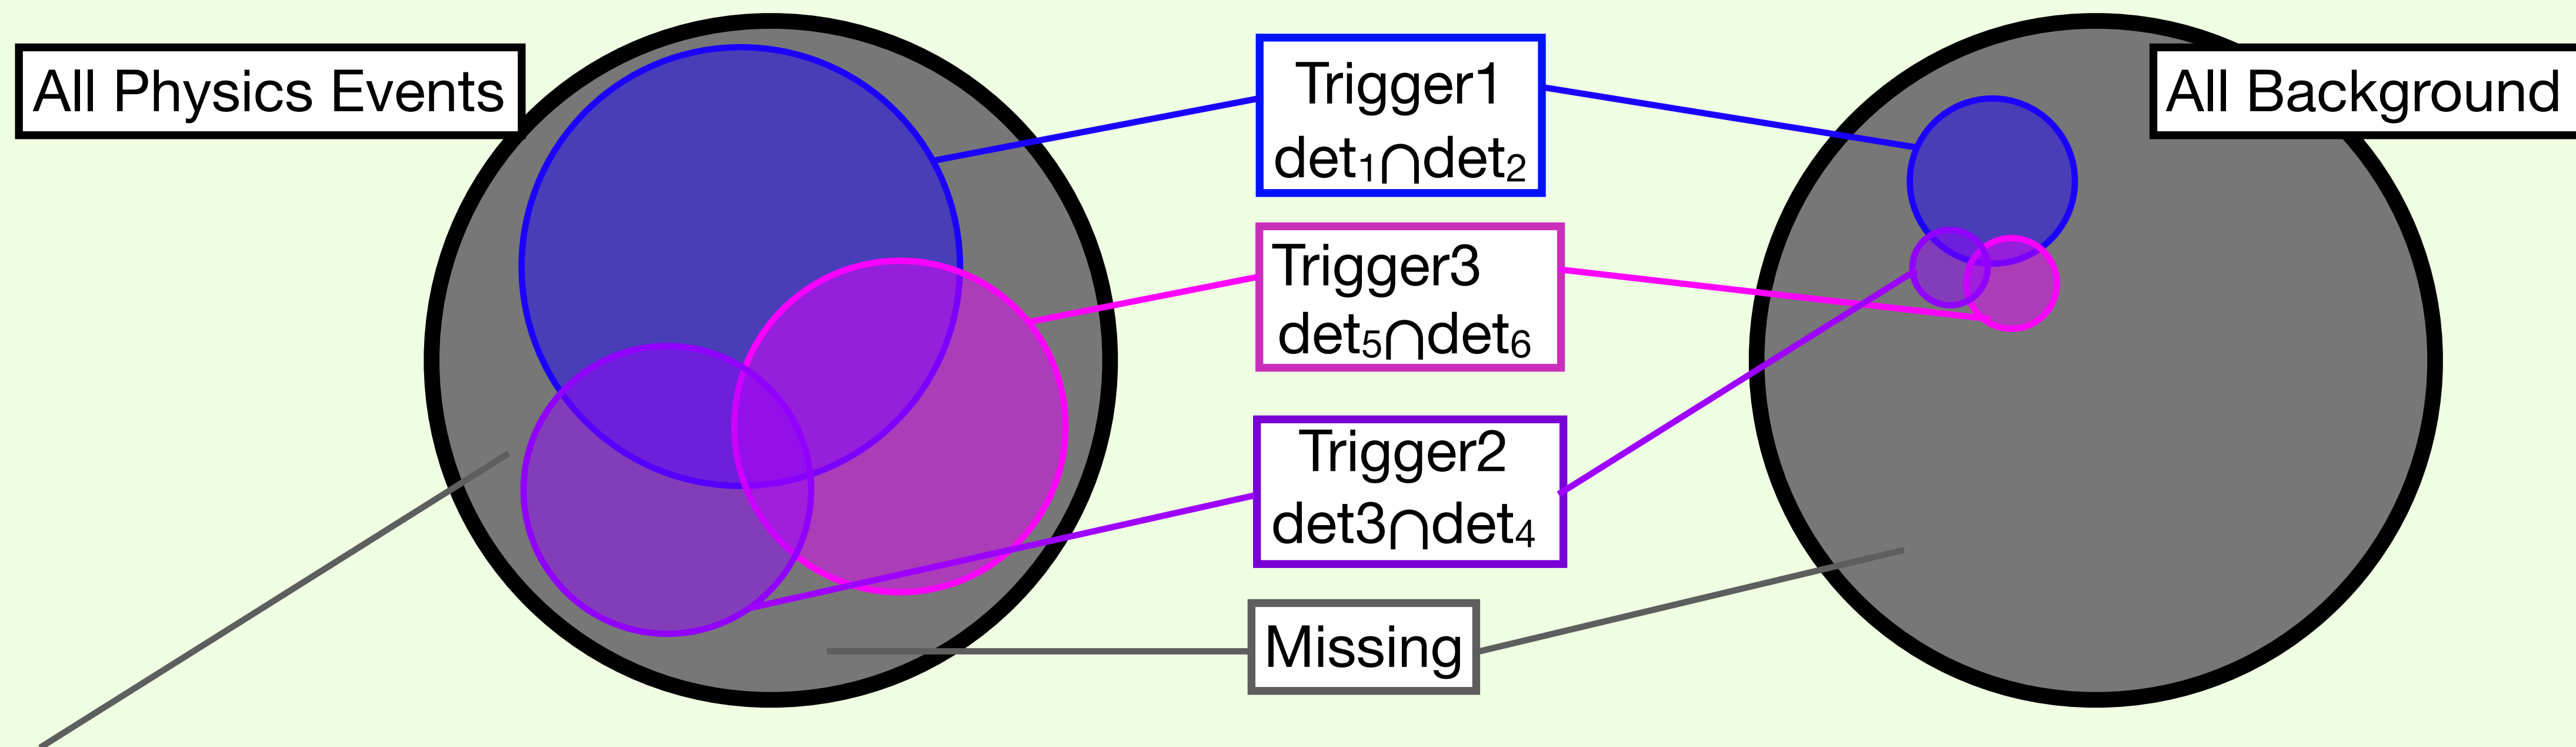 All Physics Events
Trigger1
det₁∩det₂
All Background
Trigger3
det₅∩det₆
Trigger2
det3∩det₄
Missing